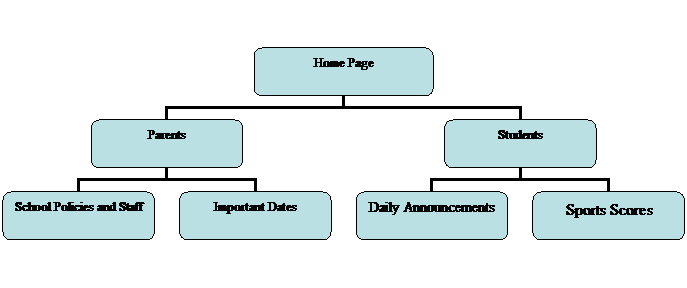 Home Page
Parents
Students
School Policies and Staff
Important Dates
Daily Announcements
Sports Scores